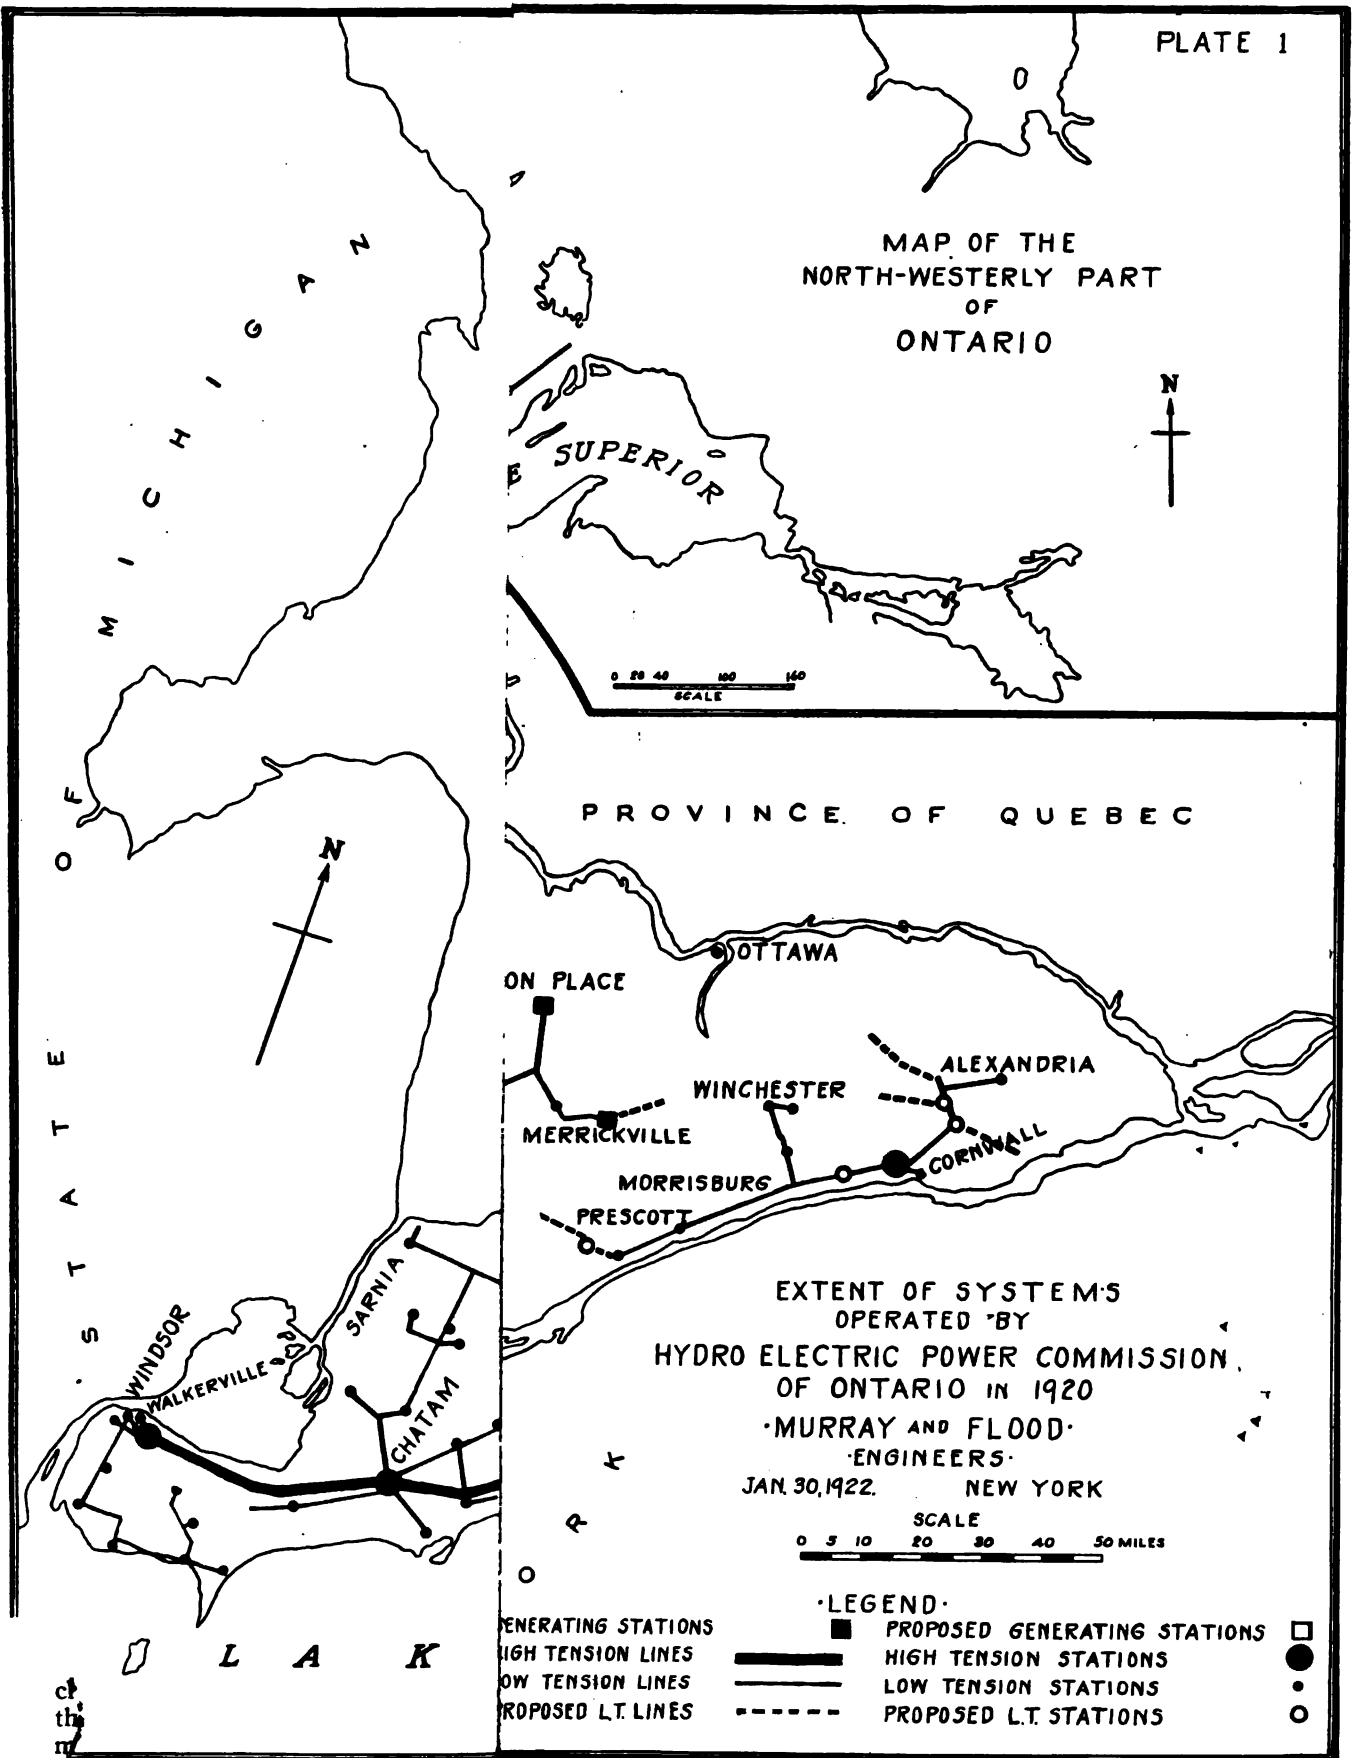 PLATE 1
MAP OF THE
NORTH-WESTERLY PART
OF
ONTARIO
N
SUPERIOR
0 20 40 100 160
SCALE
STATE OF MICHIGAN
N
PROVINCE OF QUEBEC
OTTAWA
ON PLACE
ALEXANDRIA
WINCHESTER
MERRICKVILLE
CORNWALL
MORRISBURG
PRESCOTT
SARNIA
WINDSOR
WALKERVILLE
CHATAM
EXTENT OF SYSTEMS
OPERATED BY
HYDRO ELECTRIC POWER COMMISSION
OF ONTARIO IN 1920
·MURRAY AND FLOOD·
·ENGINEERS·
JAN. 30, 1922. NEW YORK
SCALE
0 5 10 20 30 40 50 MILES
O R K
·LEGEND·
ENERATING STATIONS PROPOSED GENERATING STATIONS
IGH TENSION LINES HIGH TENSION STATIONS
OW TENSION LINES LOW TENSION STATIONS
ROPOSED L.T. LINES PROPOSED L.T. STATIONS
L A K